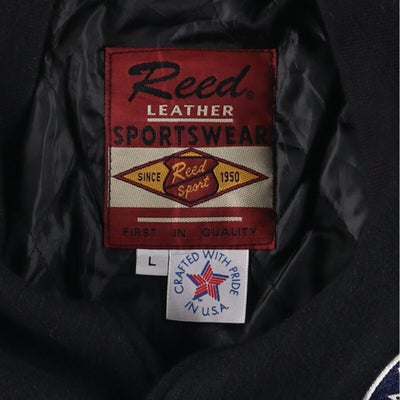 Reed®
LEATHER
SPORTSWEAR
SINCE Reed 1950
Sport
FIRST IN QUALITY
L
CRAFTED WITH PRIDE
IN U.S.A.